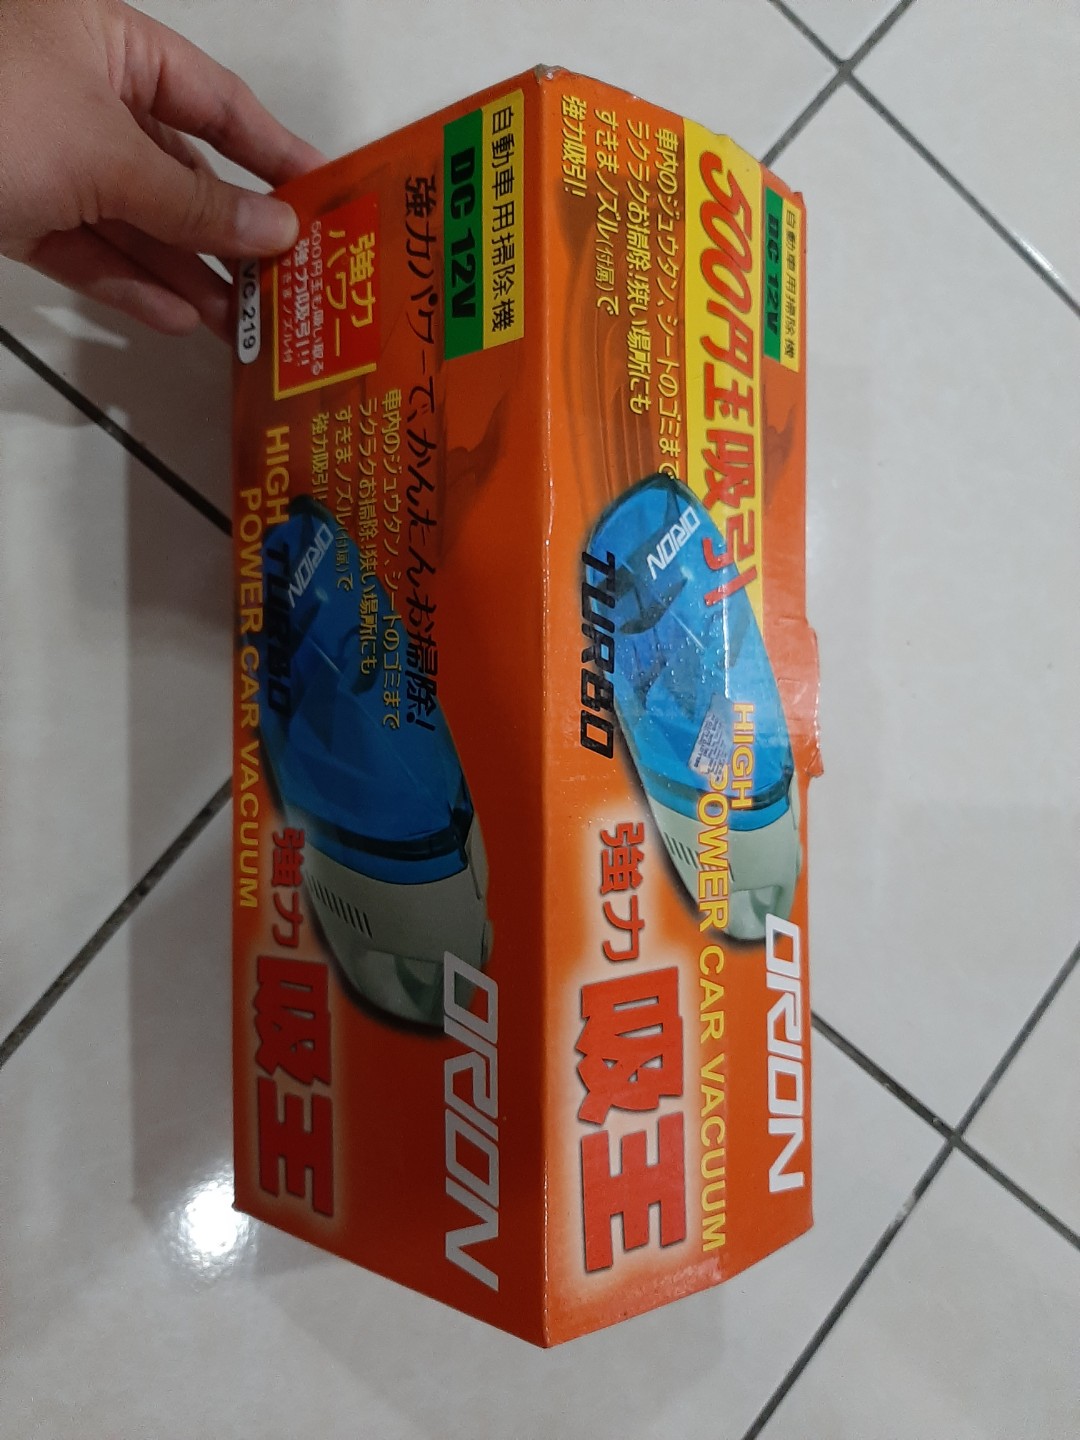 自動車用掃除機
DC 12V
強力パワーでかんたんお掃除!
強力
パワー
500円玉も吸い取る
強力吸引!!!
すきまノズル付
VC 219
車内のジュウタン、シートのゴミまで
ラクラクお掃除!狭い場所にも
すきまノズル(付属)で
強力吸引!
HIGH
POWER CAR VACUUM
ORION
TURBO
強力
吸王
ORION
自動車用掃除機
DC 12V
500円玉吸引
車内のジュウタン、シートのゴミまで
ラクラクお掃除!狭い場所にも
すきまノズル(付属)で
強力吸引!
ORION
TURBO
HIGH
POWER CAR VACUUM
強力
吸王
ORION